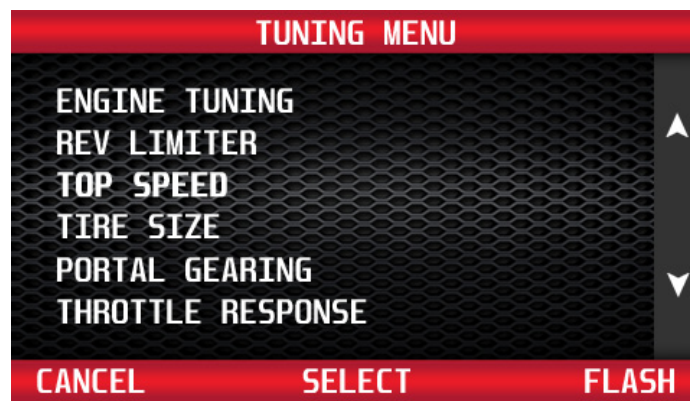 TUNING MENU
ENGINE TUNING
REV LIMITER
TOP SPEED
TIRE SIZE
PORTAL GEARING
THROTTLE RESPONSE
CANCEL SELECT FLASH